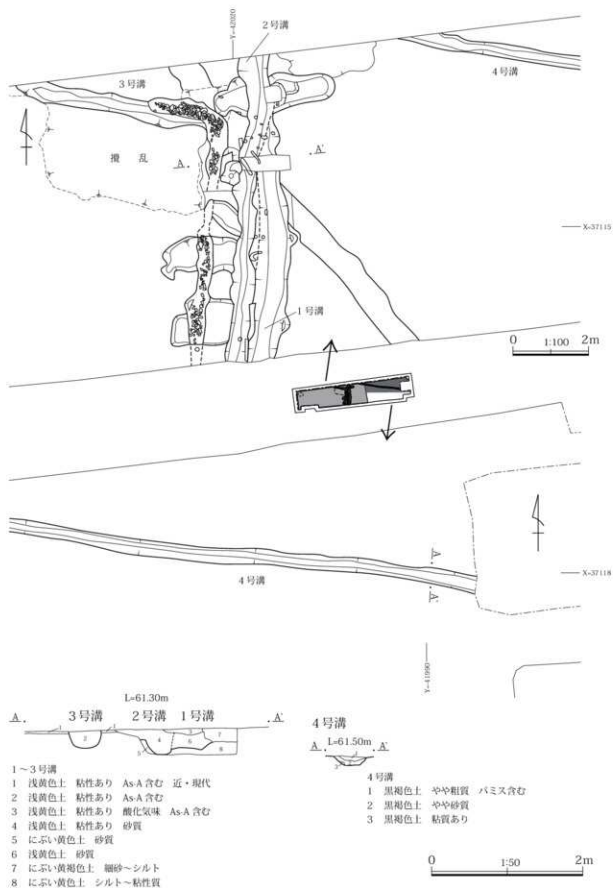 Y=-42020
2号溝
3号溝
4号溝
撹乱
A
A'
X=37115
1号溝
0 1:100 2m
4号溝
A
A'
X=37118
Y=-41990
L=61.30m
A 3号溝 2号溝 1号溝 A'
1 1 2 3 4 5 6 7 8
1~3号溝
1 浅黄色土 粘性あり As-A含む 近・現代
2 浅黄色土 粘性あり As-A含む
3 浅黄色土 粘性あり 酸化気味 As-A含む
4 浅黄色土 粘性あり 砂質
5 にぶい黄色土 砂質
6 浅黄色土 砂質
7 にぶい黄褐色土 細砂~シルト
8 にぶい黄色土 シルト~粘性質
4号溝
A L=61.50m A'
4号溝
1 黒褐色土 やや粗質 パミス含む
2 黒褐色土 やや砂質
3 黒褐色土 粘質あり
0 1:50 2m